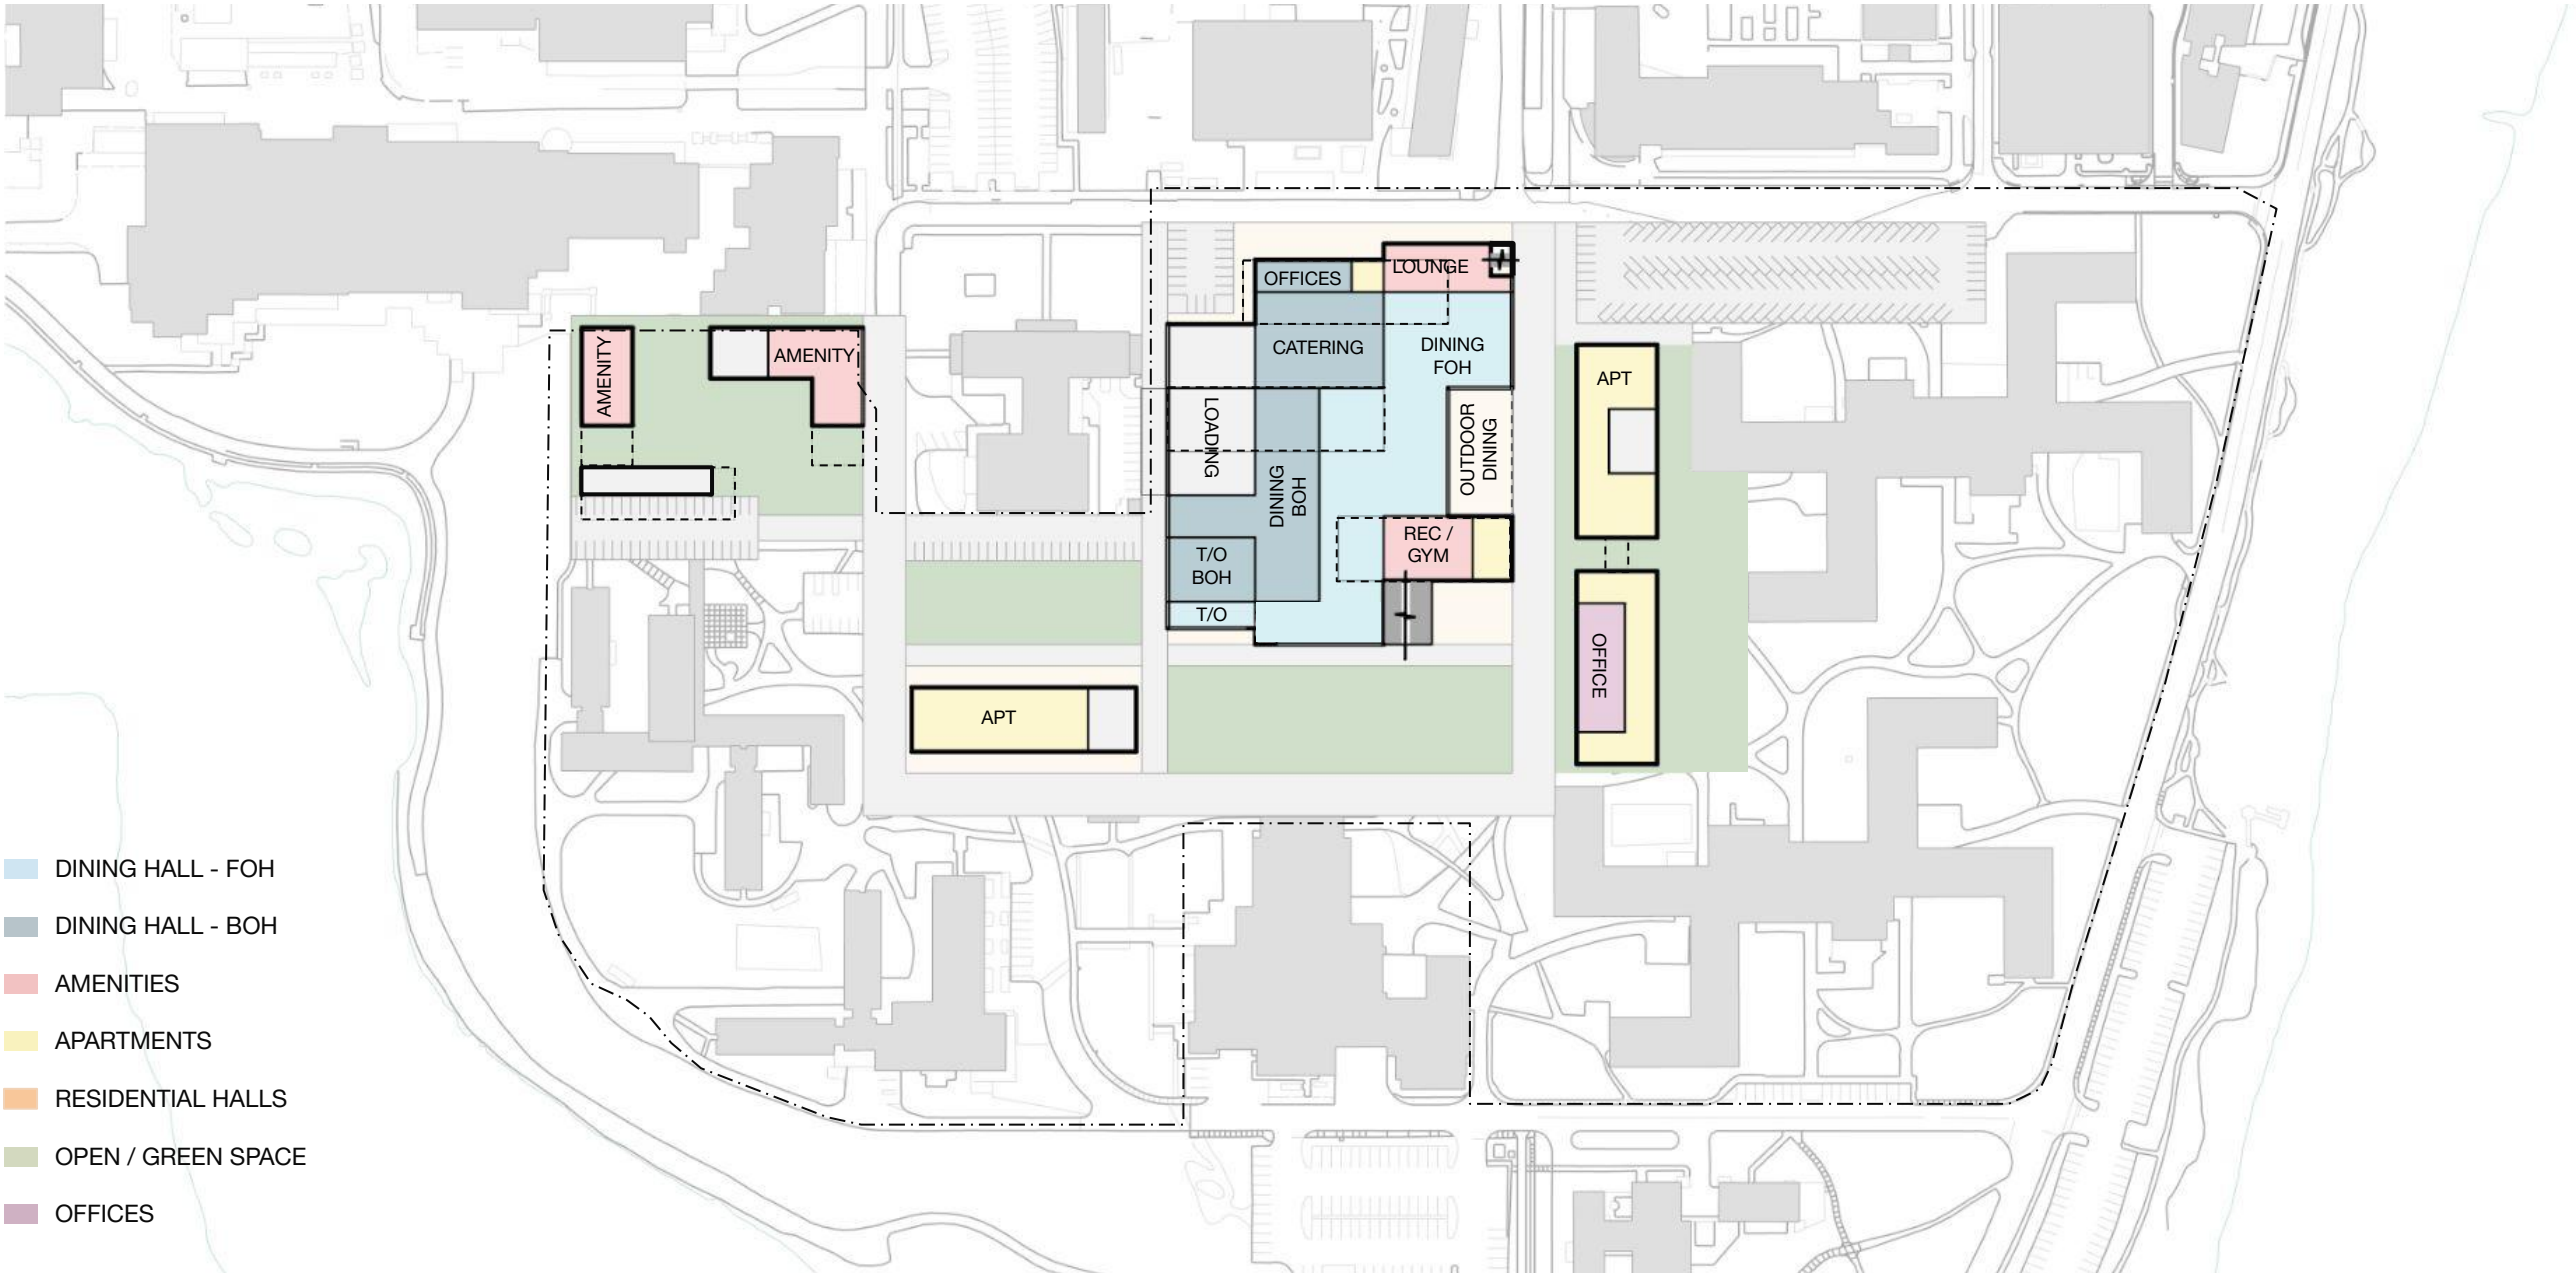 OFFICES
LOUNGE
AMENITY
AMENITY
CATERING
DINING
FOH
LOADING
DINING
BOH
OUTDOOR
DINING
APT
REC /
GYM
T/O
BOH
T/O
OFFICE
APT
DINING HALL - FOH
DINING HALL - BOH
AMENITIES
APARTMENTS
RESIDENTIAL HALLS
OPEN / GREEN SPACE
OFFICES